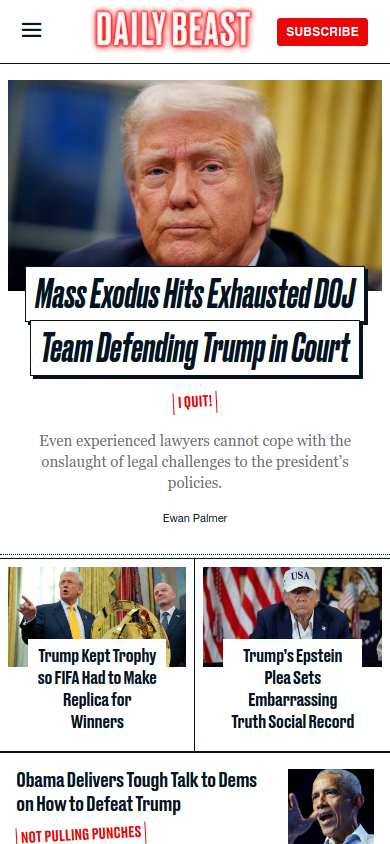 DAILY BEAST
SUBSCRIBE
Mass Exodus Hits Exhausted DOJ
Team Defending Trump in Court
I QUIT!
Even experienced lawyers cannot cope with the
onslaught of legal challenges to the president’s
policies.
Ewan Palmer
USA
Trump Kept Trophy
so FIFA Had to Make
Replica for
Winners
Trump’s Epstein
Plea Sets
Embarrassing
Truth Social Record
Obama Delivers Tough Talk to Dems
on How to Defeat Trump
NOT PULLING PUNCHES